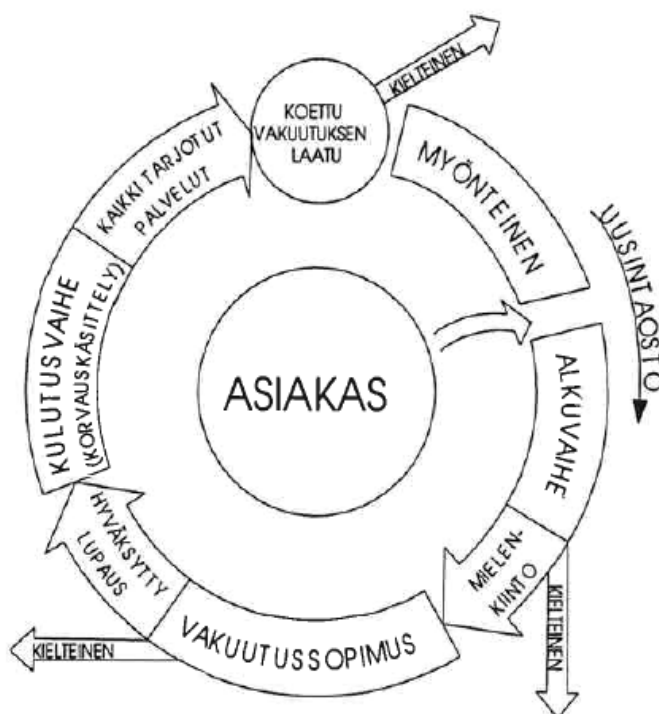 KOETTU
VAKUUTUKSEN
LAATU
KIELTEINEN
MYÖNTEINEN
UUSINTAOSTO
ALKUVAIHE
MIELEN-
KIINTO
KIELTEINEN
VAKUUTUSSOPIMUS
KIELTEINEN
HYVÄKSYTTY
LUPAUS
KULUTUSVAIHE
(KORVAUSKÄSITTELY)
KAIKKI TARJOTUT
PALVELUT
ASIAKAS